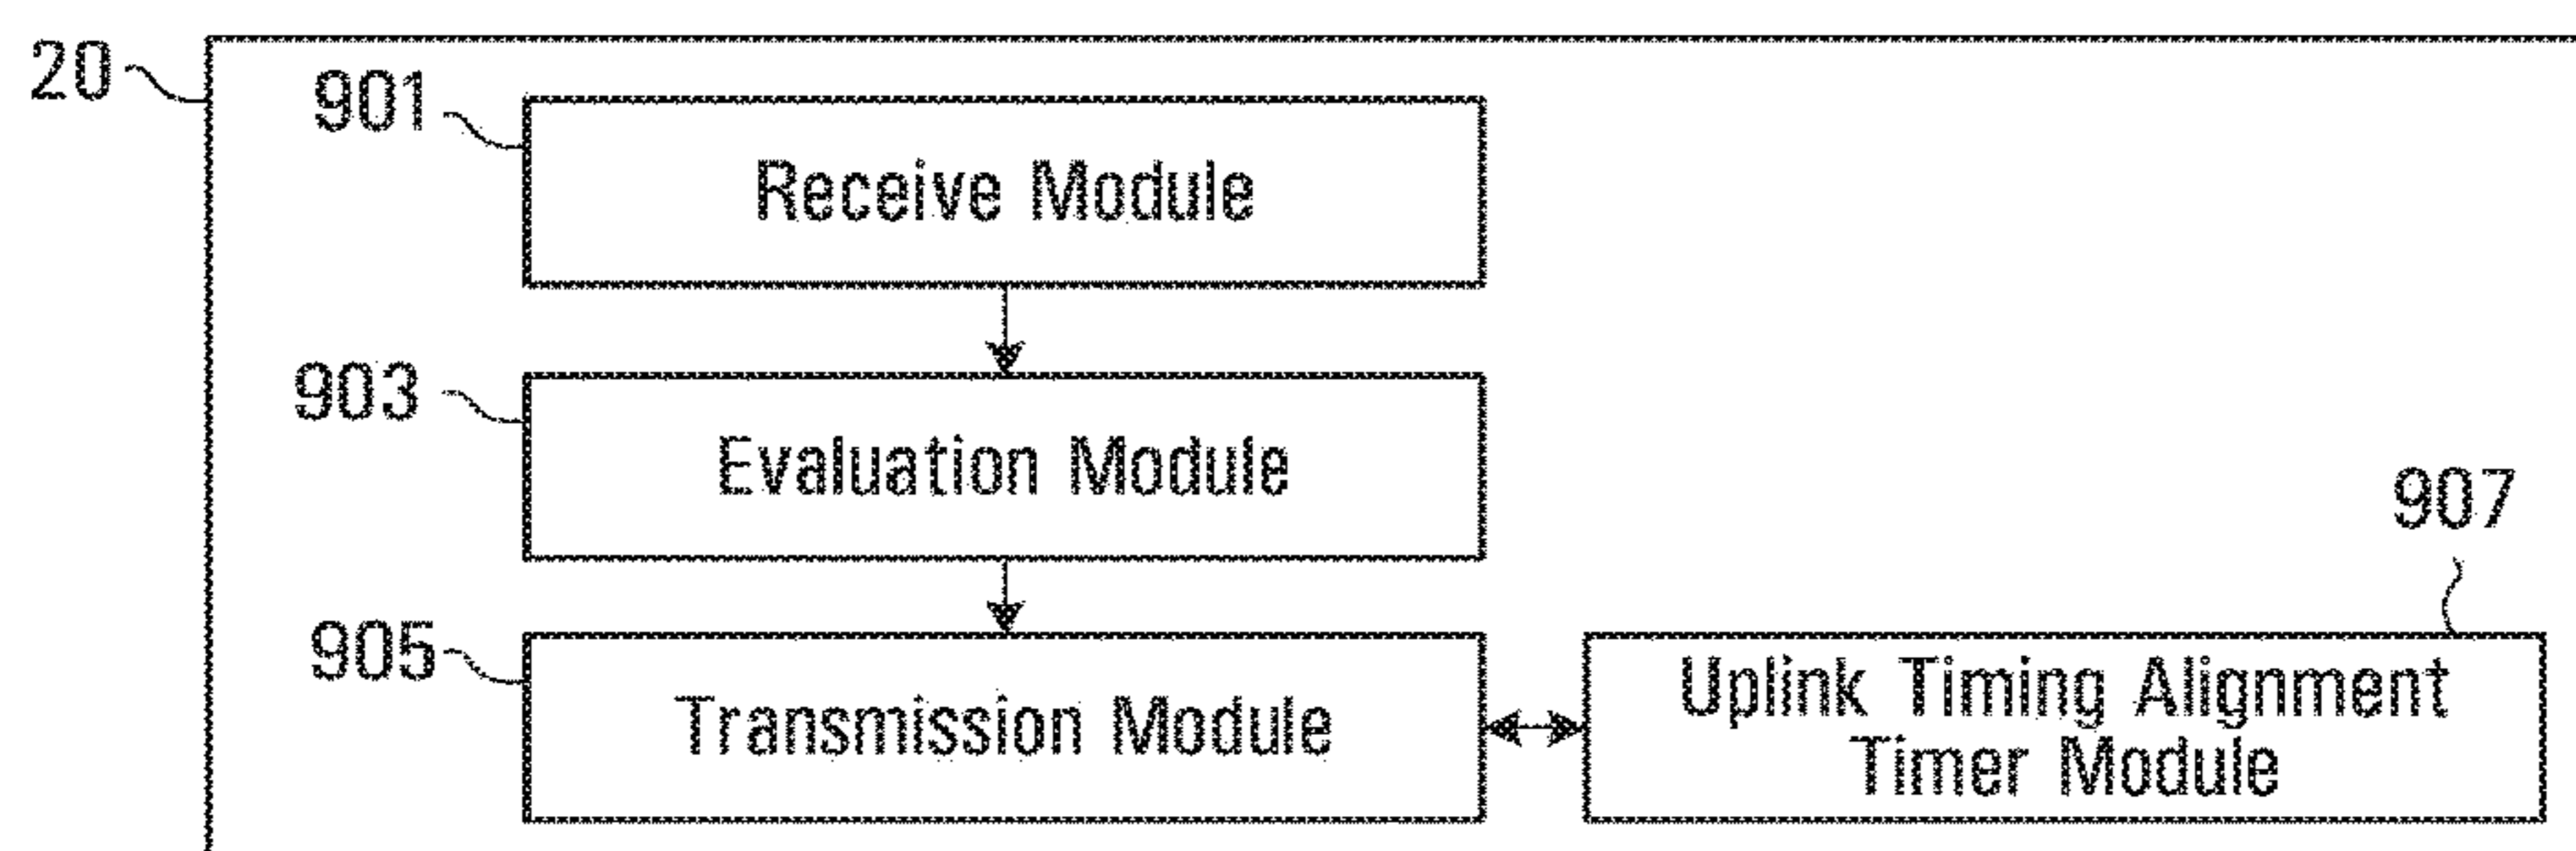 20
901
Receive Module
903
Evaluation Module
907
905
Transmission Module
Uplink Timing Alignment
Timer Module